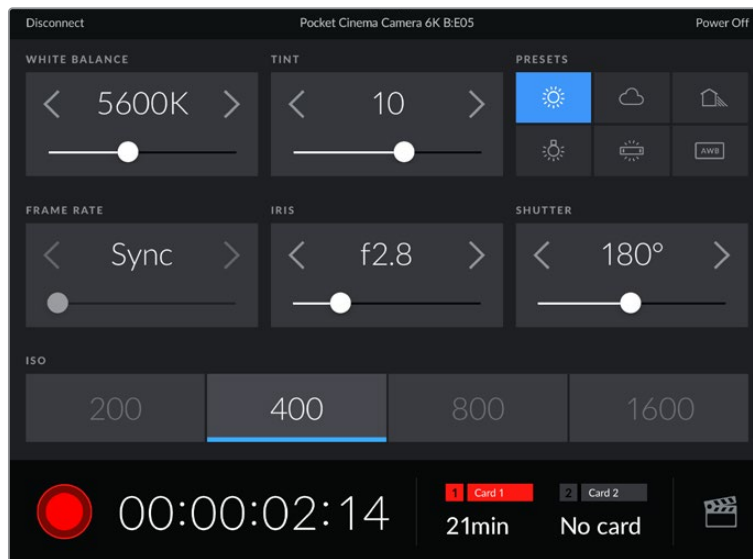 Disconnect Pocket Cinema Camera 6K B:E05 Power Off
WHITE BALANCE TINT PRESETS
5600K 10
AWB
FRAME RATE IRIS SHUTTER
Sync f2.8 180°
ISO
200 400 800 1600
00:00:02:14
1 Card 1 2 Card 2
21min No card